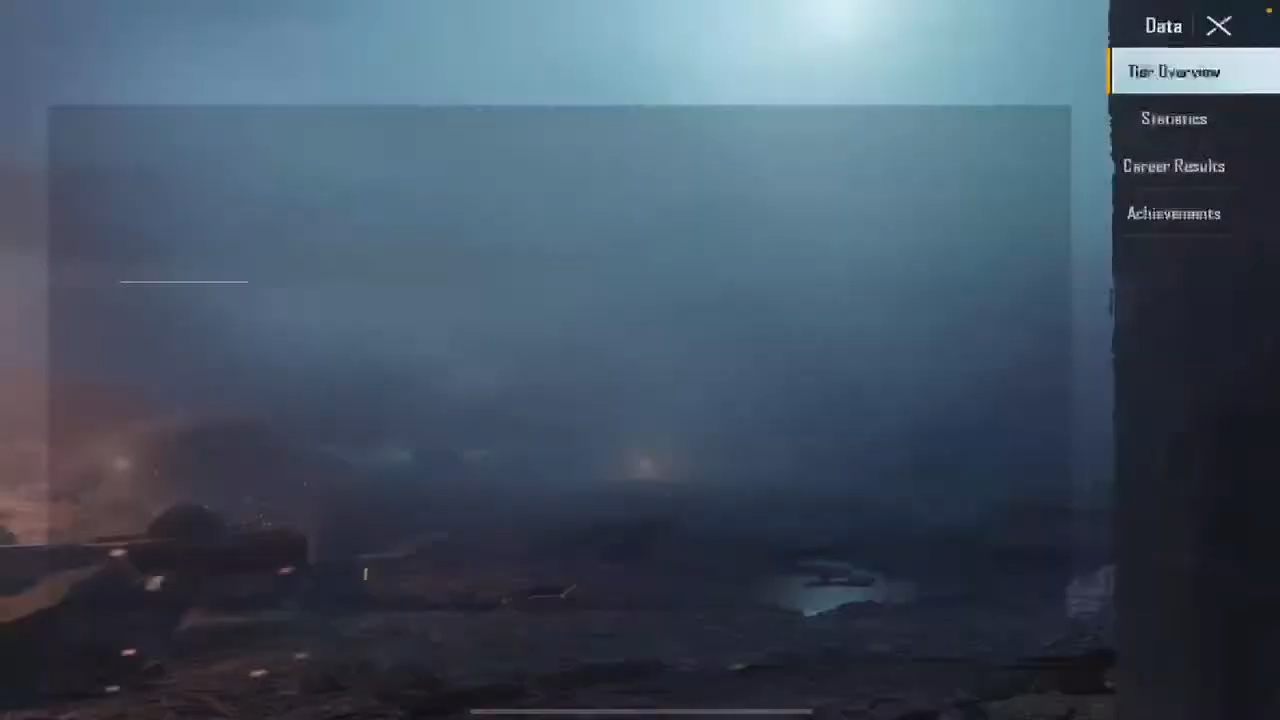 Data
Tier Overview
Statistics
Career Results
Achievements